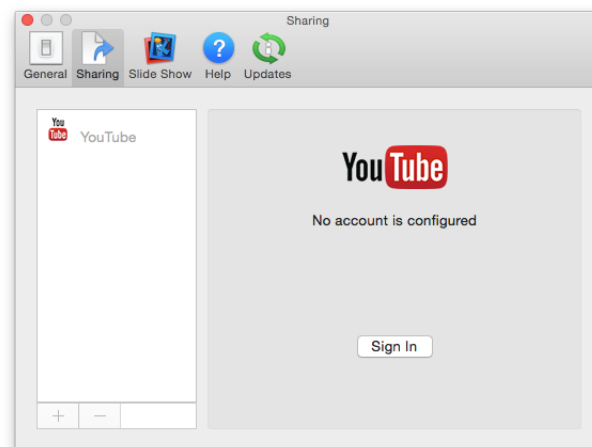 Sharing
General Sharing Slide Show Help Updates
You
Tube YouTube
YouTube
No account is configured
Sign In